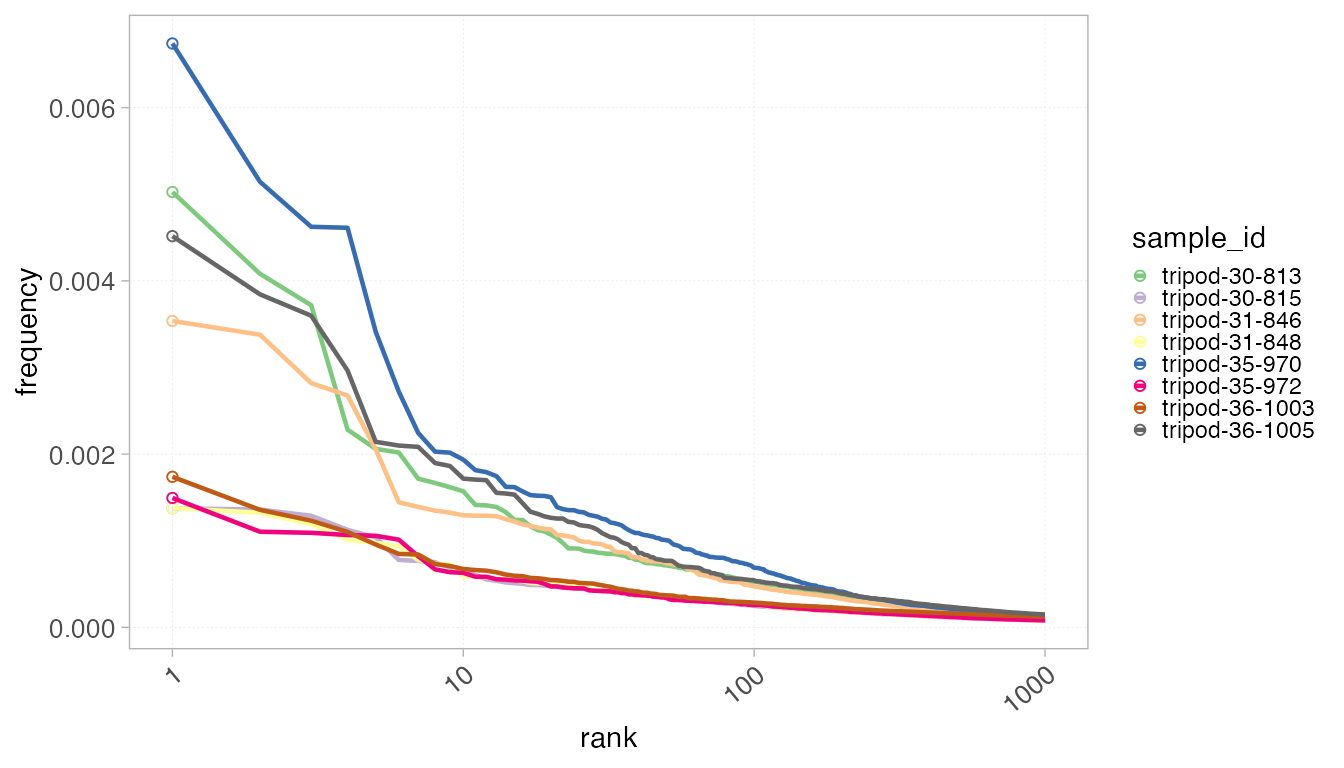 0.006
0.004
0.002
0.000
frequency
1
10
100
1000
rank
sample_id
tripod-30-813
tripod-30-815
tripod-31-846
tripod-31-848
tripod-35-970
tripod-35-972
tripod-36-1003
tripod-36-1005